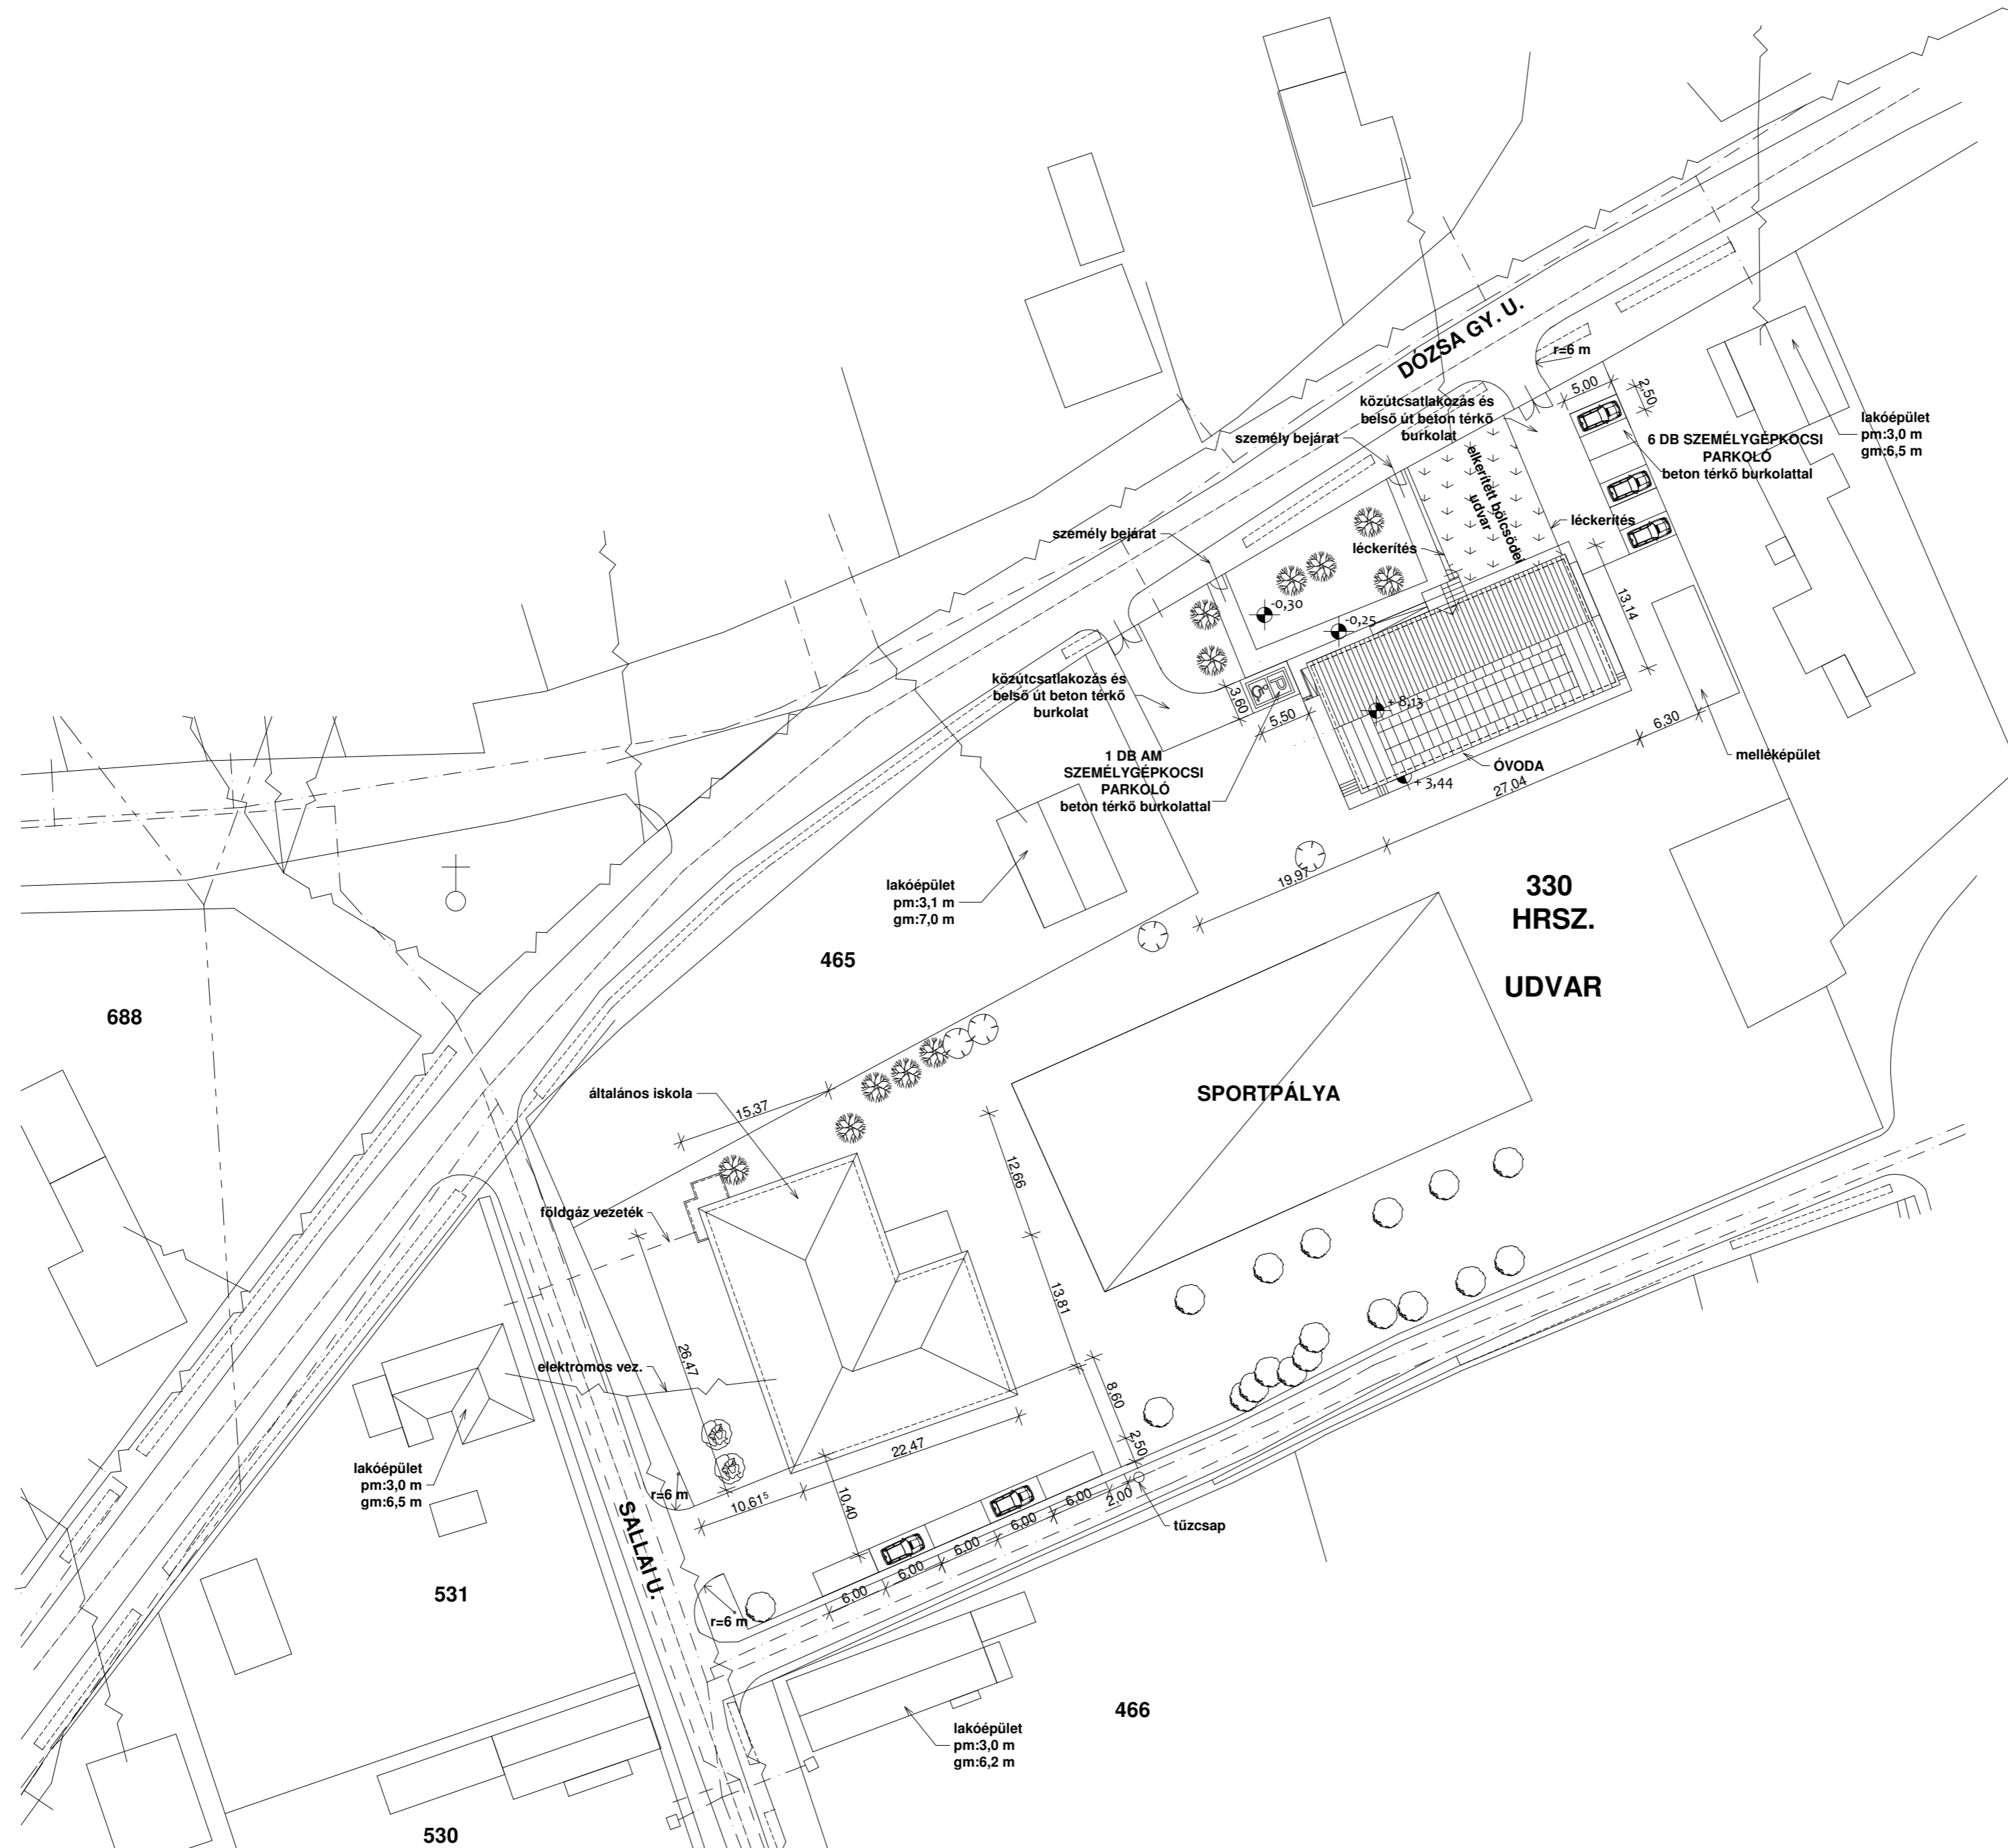 DÓZSA GY. U.
r=6 m
5,00
2,50
közútcsatlakozás és
belső út beton térkő
burkolat
lakóépület
pm:3,0 m
gm:6,5 m
személy bejárat
6 DB SZEMÉLYGÉPKOCSI
PARKOLÓ
beton térkő burkolattal
elkerített bölcsödei
udvar
léckerítés
személy bejárat
léckerítés
-0,30
-0,25
13,14
közútcsatlakozás és
belső út beton térkő
burkolat
3,60
5,50
+ 8,13
6,30
melléképület
1 DB AM
SZEMÉLYGÉPKOCSI
PARKOLÓ
beton térkő burkolattal
ÓVODA
+ 3,44
27,04
lakóépület
pm:3,1 m
gm:7,0 m
19,97
330
HRSZ.
UDVAR
465
688
SPORTPÁLYA
általános iskola
15,37
12,66
földgáz vezeték
13,81
26,47
elektromos vez.
8,60
2,50
22,47
10,61⁵
10,40
lakóépület
pm:3,0 m
gm:6,5 m
r=6 m
SALLAI U.
6,00
6,00
6,00
6,00
6,00
2,00
tűzcsap
r=6 m
531
466
lakóépület
pm:3,0 m
gm:6,2 m
530